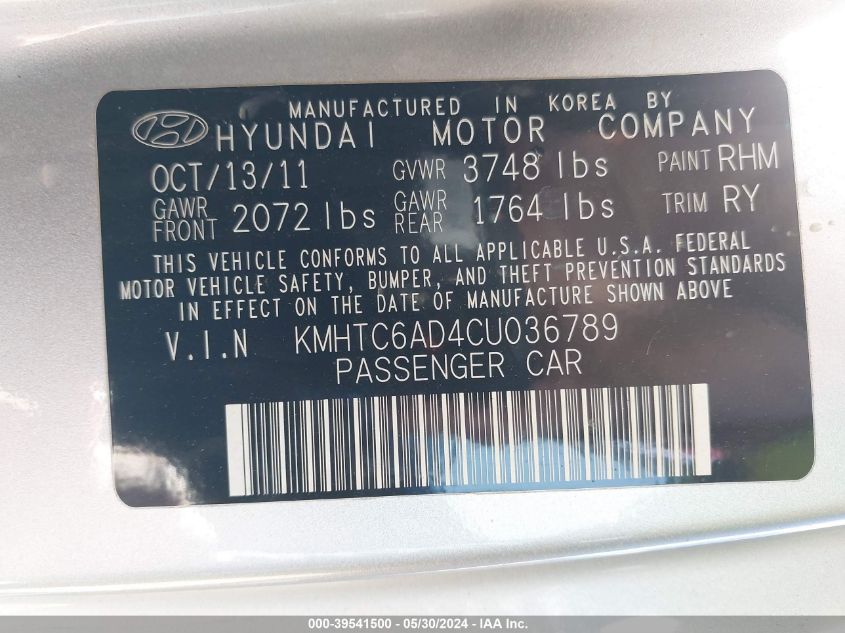 MANUFACTURED IN KOREA BY
HYUNDAI MOTOR COMPANY
OCT/13/11 GVWR 3748 lbs PAINT RHM
GAWR FRONT 2072 lbs GAWR REAR 1764 lbs TRIM RY
THIS VEHICLE CONFORMS TO ALL APPLICABLE U.S.A. FEDERAL
MOTOR VEHICLE SAFETY, BUMPER, AND THEFT PREVENTION STANDARDS
IN EFFECT ON THE DATE OF MANUFACTURE SHOWN ABOVE
V.I.N KMHTC6AD4CU036789
PASSENGER CAR
000-39541500 - 05/30/2024 - IAA Inc.